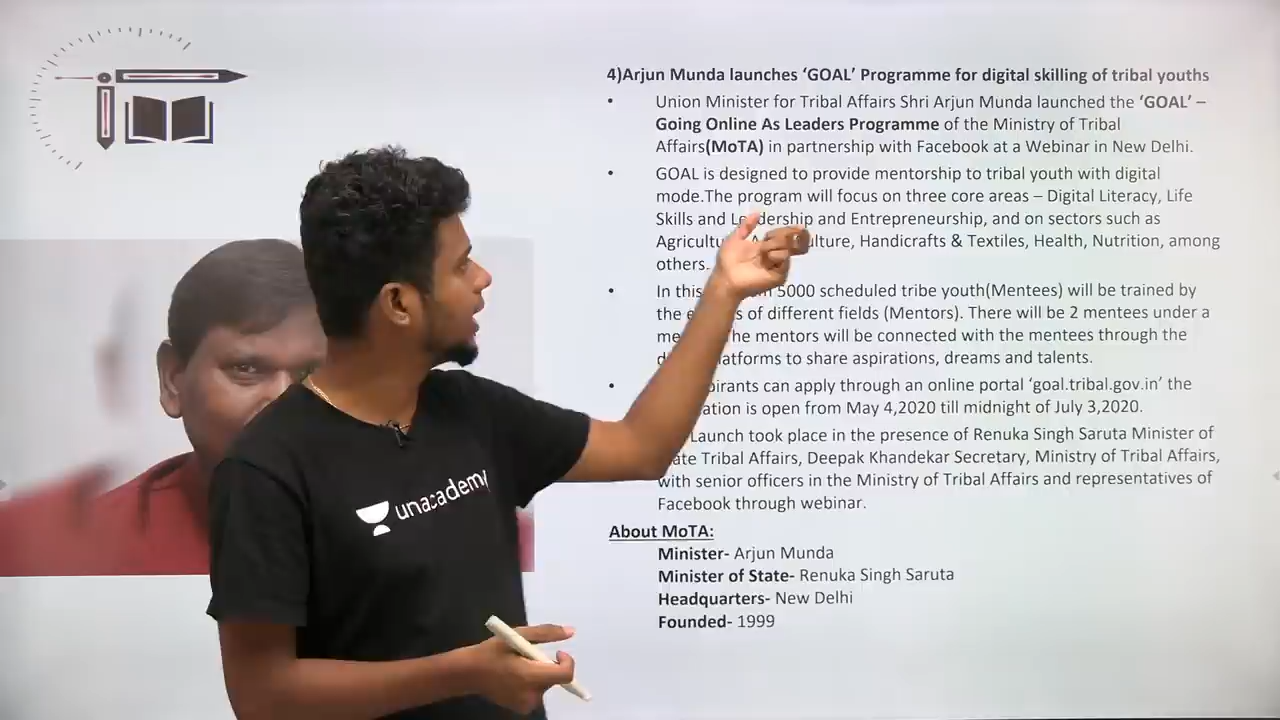 4)Arjun Munda launches ‘GOAL’ Programme for digital skilling of tribal youths
• Union Minister for Tribal Affairs Shri Arjun Munda launched the ‘GOAL’ –
Going Online As Leaders Programme of the Ministry of Tribal
Affairs(MoTA) in partnership with Facebook at a Webinar in New Delhi.
• GOAL is designed to provide mentorship to tribal youth with digital
mode.The program will focus on three core areas – Digital Literacy, Life
Skills and Leadership and Entrepreneurship, and on sectors such as
Handicrafts & Textiles, Health, Nutrition, among
others.
• In this 5000 scheduled tribe youth(Mentees) will be trained by
the of different fields (Mentors). There will be 2 mentees under a
mentors will be connected with the mentees through the
to share aspirations, dreams and talents.
• can apply through an online portal ‘goal.tribal.gov.in’ the
is open from May 4,2020 till midnight of July 3,2020.
Launch took place in the presence of Renuka Singh Saruta Minister of
Tribal Affairs, Deepak Khandekar Secretary, Ministry of Tribal Affairs,
with senior officers in the Ministry of Tribal Affairs and representatives of
Facebook through webinar.
About MoTA:
Minister- Arjun Munda
Minister of State- Renuka Singh Saruta
Headquarters- New Delhi
Founded- 1999
unacademy